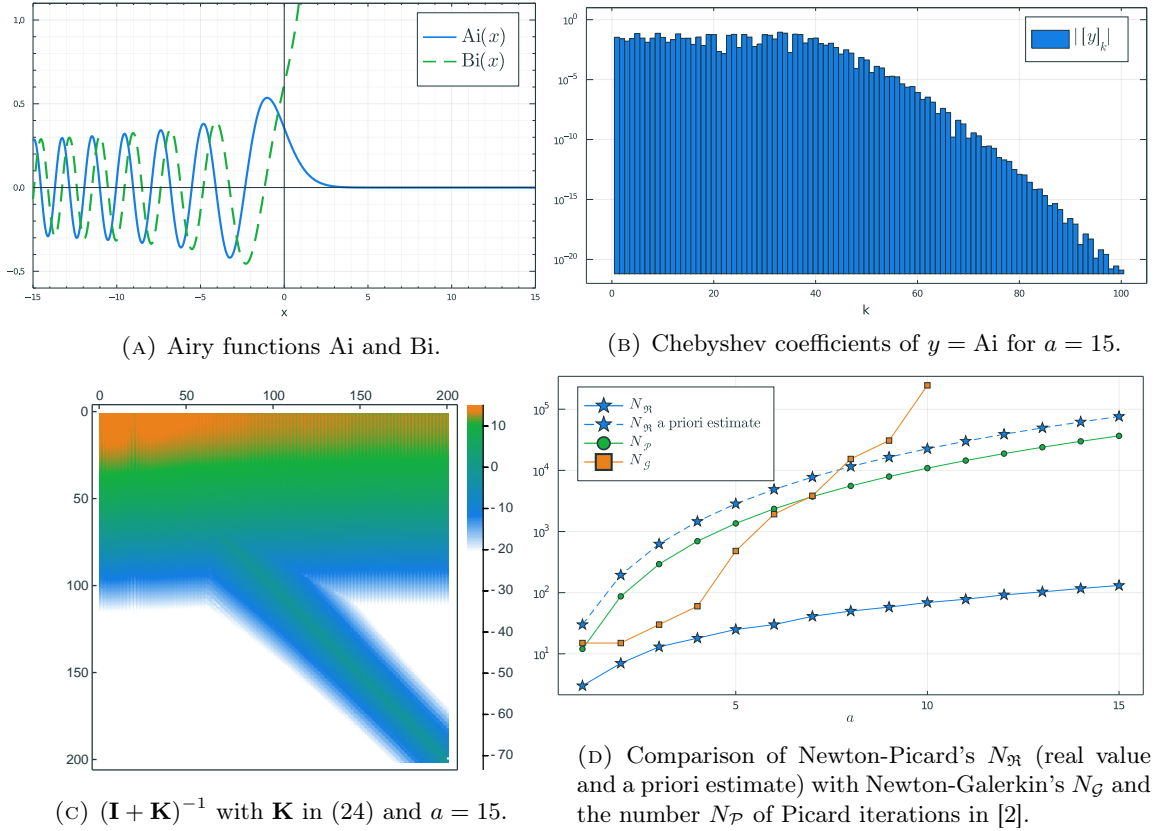 1.0
0.5
0.0
−0.5
−15
−10
−5
0
5
10
15
x
Ai(x)
Bi(x)
(A) Airy functions Ai and Bi.
10^0
10^−5
10^−10
10^−15
10^−20
0
20
40
60
80
100
k
|[y]_k|
(B) Chebyshev coefficients of y = Ai for a = 15.
0 50 100 150 200
0
50
100
150
200
10
0
-10
-20
-30
-40
-50
-60
-70
(C) (I + K)^−1 with K in (24) and a = 15.
10^5
10^4
10^3
10^2
10^1
5
10
15
a
N_ℜ
N_ℜ a priori estimate
N_𝒫
N_𝒢
(D) Comparison of Newton-Picard's N_ℜ (real value
and a priori estimate) with Newton-Galerkin's N_𝒢 and
the number N_𝒫 of Picard iterations in [2].